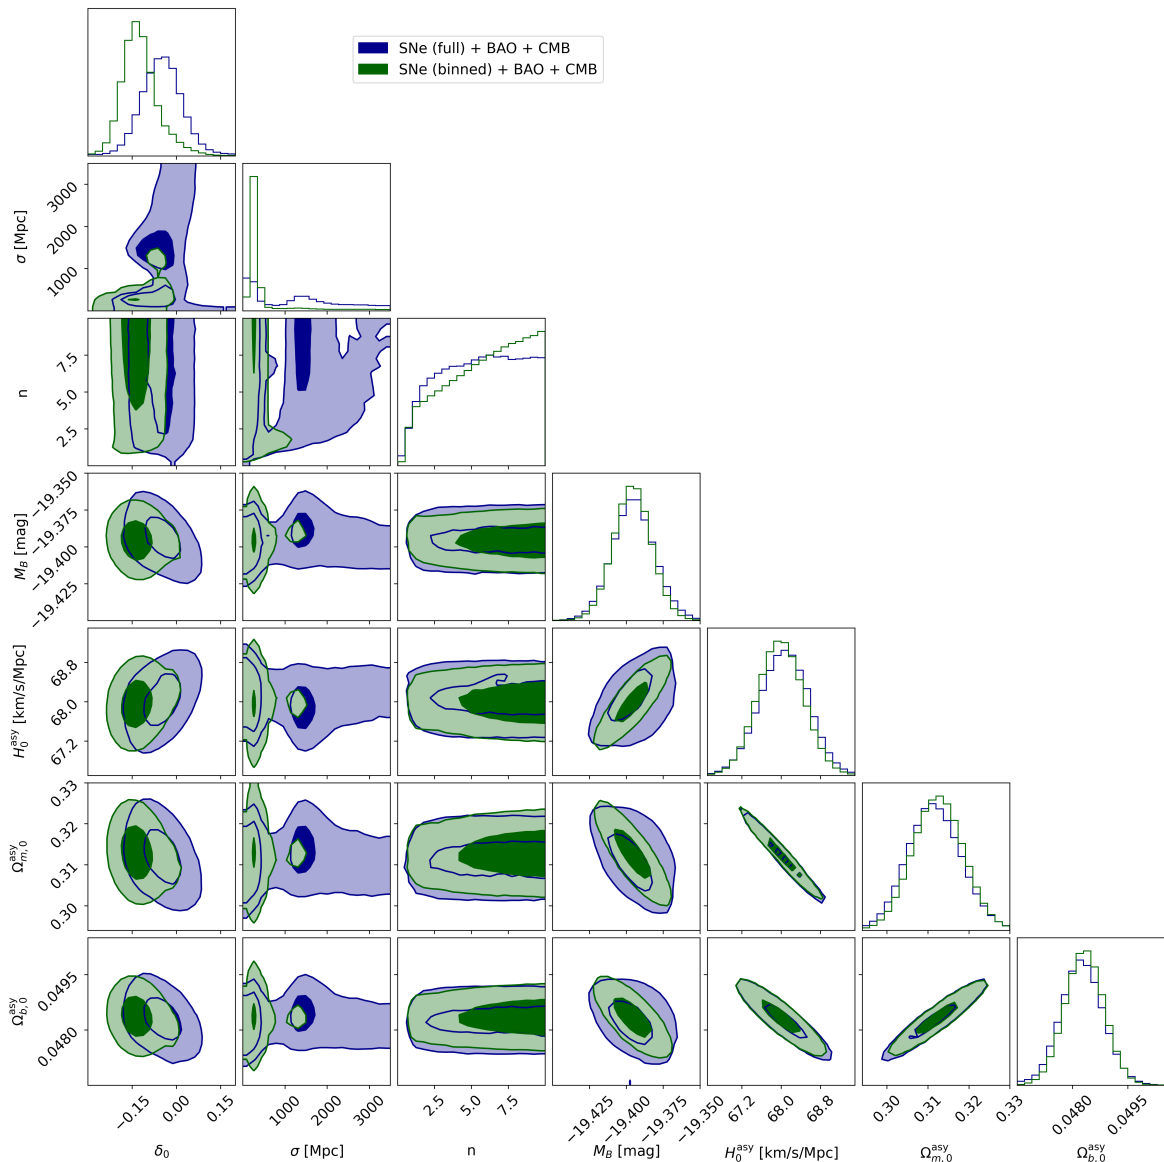 SNe (full) + BAO + CMB
SNe (binned) + BAO + CMB
3000
2000
1000
σ [Mpc]
7.5
5.0
2.5
n
−19.350
−19.375
−19.400
−19.425
M_B [mag]
68.8
68.0
67.2
H_0^asy [km/s/Mpc]
0.33
0.32
0.31
0.30
Ω_{m,0}^asy
0.0495
0.0480
Ω_{b,0}^asy
−0.15 0.00 0.15 1000 2000 3000 2.5 5.0 7.5 −19.425 −19.400 −19.375 −19.350 67.2 68.0 68.8 0.30 0.31 0.32 0.33 0.0480 0.0495
δ_0 σ [Mpc] n M_B [mag] H_0^asy [km/s/Mpc] Ω_{m,0}^asy Ω_{b,0}^asy